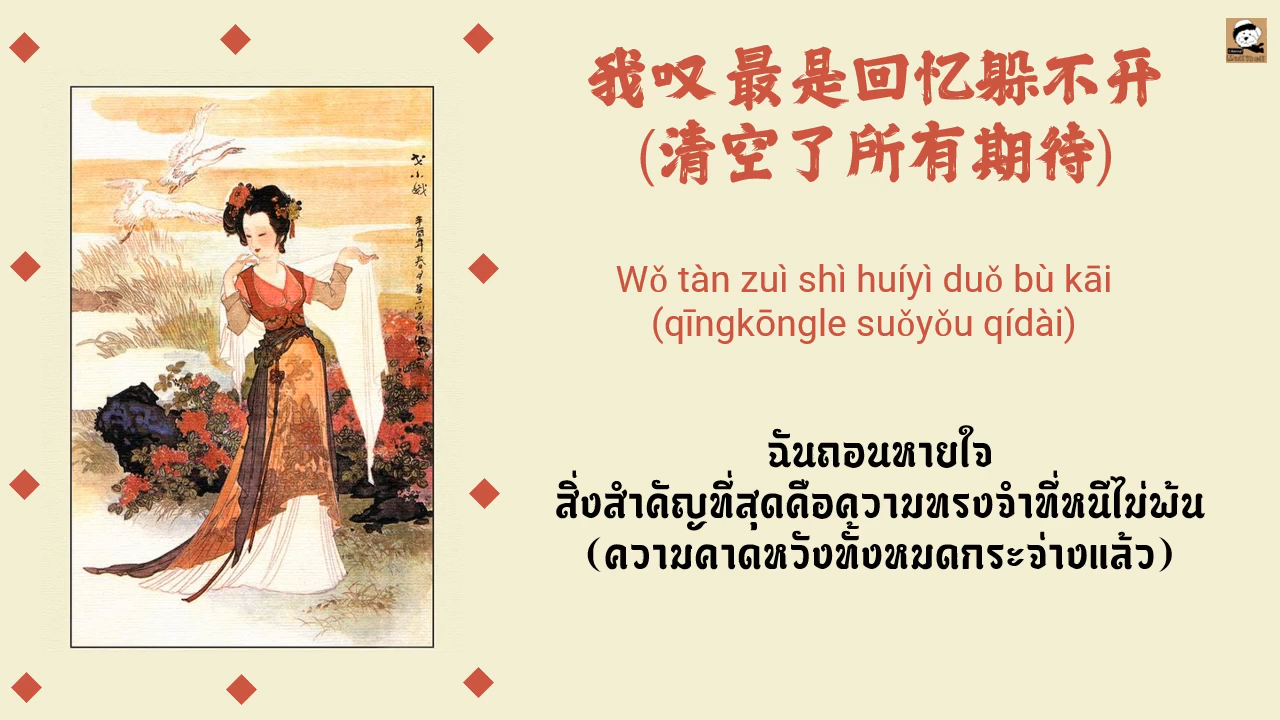 我叹最是回忆躲不开
(清空了所有期待)
Wǒ tàn zuì shì huíyì duǒ bù kāi
(qīngkōngle suǒyǒu qídài)
ฉันถอนหายใจ
สิ่งสำคัญที่สุดคือความทรงจำที่หนีไม่พ้น
(ความคาดหวังทั้งหมดกระจ่างแล้ว)